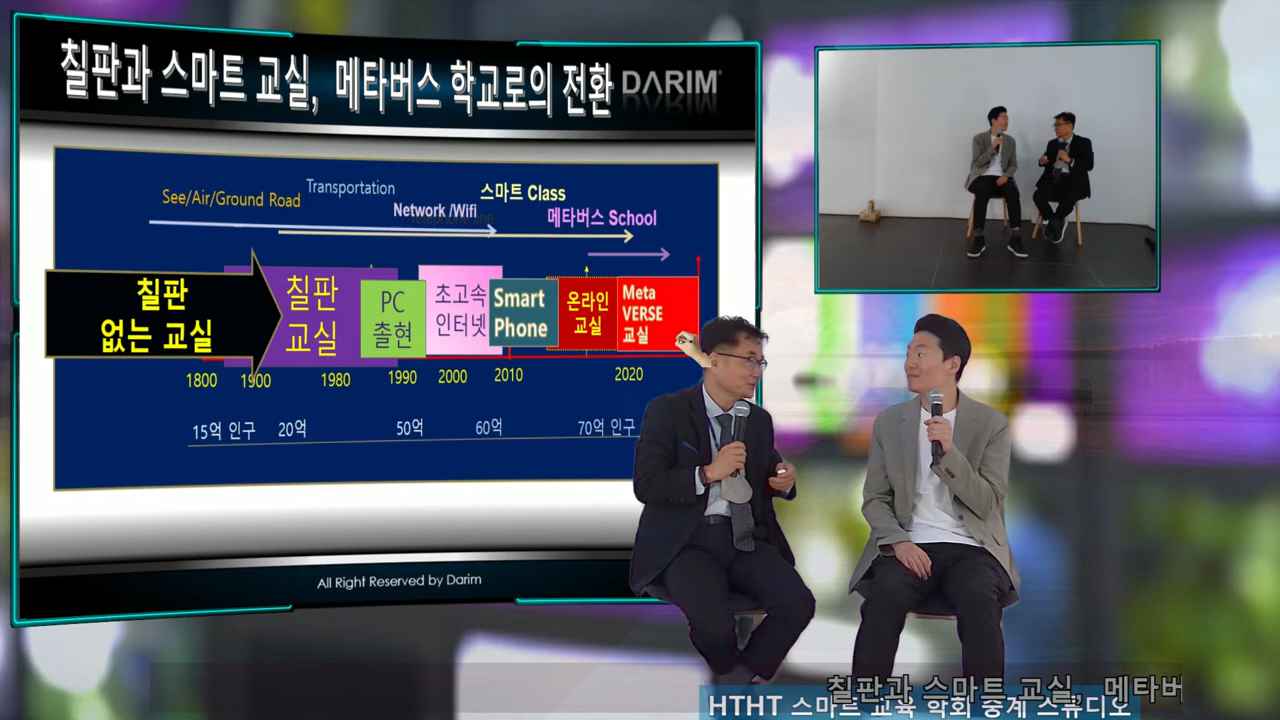 칠판과 스마트 교실, 메타버스 학교로의 전환 DARIM
See/Air/Ground Road
Transportation
Network /Wifi
스마트 Class
메타버스 School
칠판
없는 교실
칠판
교실
PC
출현
초고속
인터넷
Smart
Phone
온라인
교실
Meta
VERSE
교실
1800 1900 1980 1990 2000 2010 2020
15억 인구 20억 50억 60억 70억 인구
All Right Reserved by Darim
칠판과 스마트 교실, 메타버
HTHT 스마트 교육 학회 중계 스튜디오